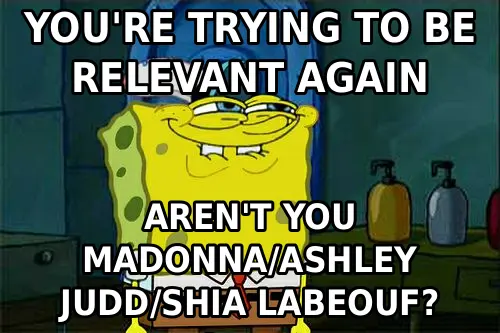 YOU'RE TRYING TO BE
RELEVANT AGAIN
AREN'T YOU
MADONNA/ASHLEY
JUDD/SHIA LABEOUF?